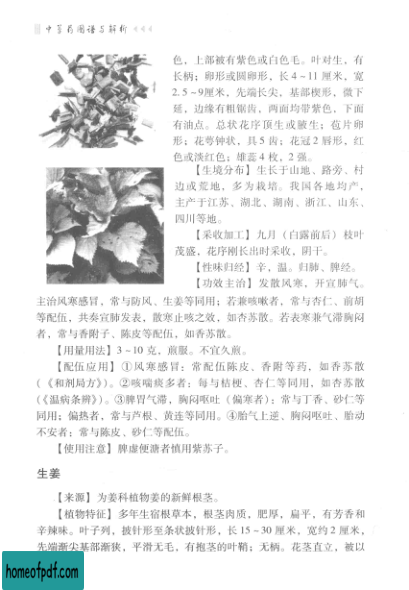 中草药图谱与解析
色，上部被有紫色或白色毛。叶对生，有
长柄；卵形或圆卵形，长 4～11 厘米，宽
2.5～9厘米，先端长尖，基部楔形，微下
延，边缘有粗锯齿，两面均带紫色，下面
有油点。总状花序顶生或腋生；苞片卵
形；花萼钟状，具 5 齿；花冠 2 唇形，红
色或淡红色；雄蕊 4 枚，2 强。
【生境分布】生长于山地、路旁、村
边或荒地，多为栽培。我国各地均产，
主产于江苏、湖北、湖南、浙江、山东、
四川等地。
【采收加工】九月（白露前后）枝叶
茂盛，花序刚长出时采收，阴干。
【性味归经】辛，温。归肺、脾经。
【功效主治】发散风寒，开宣肺气。
主治风寒感冒，常与防风、生姜等同用；若兼咳嗽者，常与杏仁、前胡
等配伍，共奏宣肺发表，散寒止咳之效，如杏苏散。若表寒兼气滞胸闷
者，常与香附子、陈皮等配伍，如香苏散。
【用量用法】3～10 克，煎服。不宜久煎。
【配伍应用】①风寒感冒：常配伍陈皮、香附等药，如香苏散
（《和剂局方》）。②咳喘痰多者：每与桔梗、杏仁等同用，如杏苏散
《温病条辨》）。③脾胃气滞，胸闷呕吐（偏寒者）：常与丁香、砂仁等
同用；偏热者，常与芦根、黄连等同用。④胎气上逆、胸闷呕吐、胎动
不安者：常与陈皮、砂仁等配伍。
【使用注意】脾虚便溏者慎用紫苏子。
生姜
【来源】为姜科植物姜的新鲜根茎。
【植物特征】多年生宿根草本，根茎肉质，肥厚，扁平，有芳香和
辛辣味。叶子列，披针形至条状披针形，长 15～30 厘米，宽约 2 厘米，
先端渐尖基部渐狭，平滑无毛，有抱茎的叶鞘；无柄。花茎直立，被以
homeofpdf.com